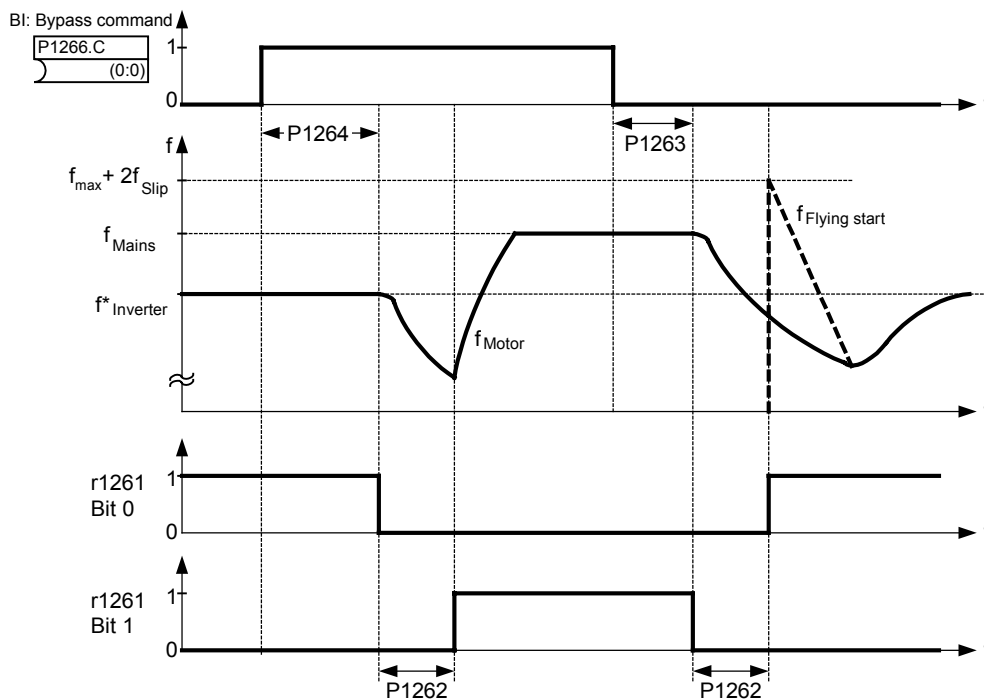 BI: Bypass command
P1266.C
(0:0)
1
0
P1264
P1263
f
fmax+ 2fSlip
fFlying start
fMains
f*Inverter
fMotor
r1261
Bit 0
1
0
r1261
Bit 1
1
0
P1262
P1262